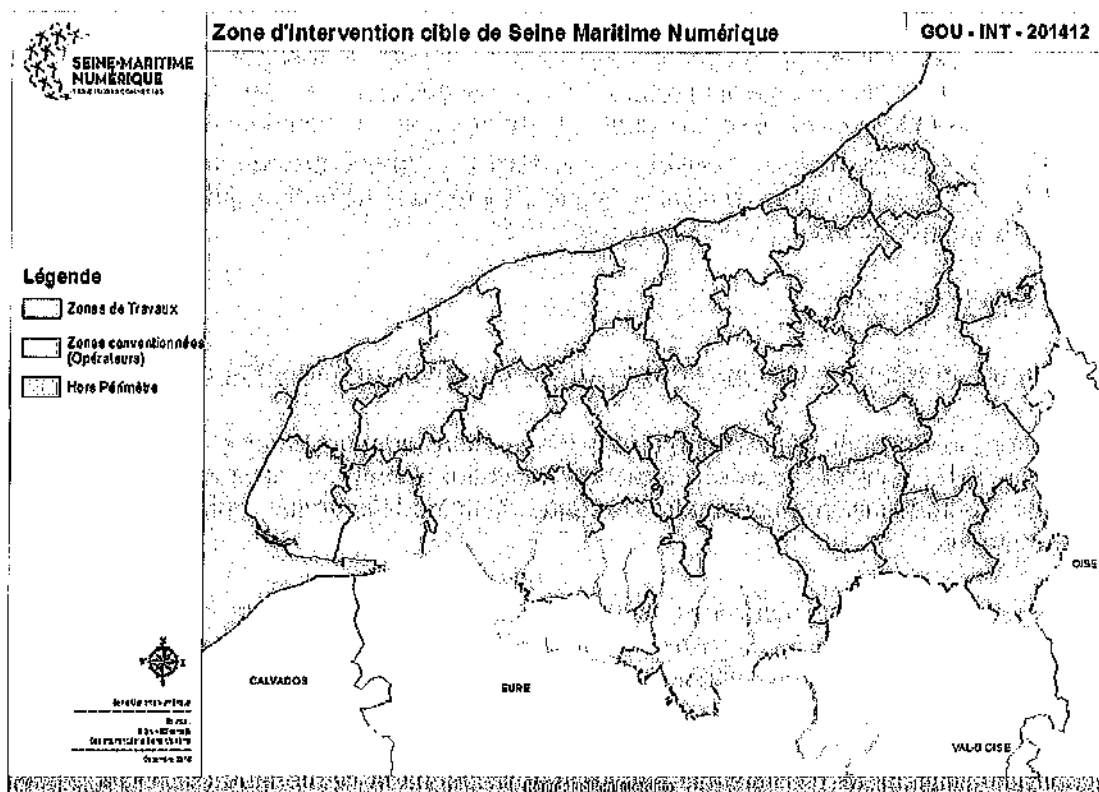 Zone d'intervention cible de Seine Maritime Numérique
GOU - INT - 201412
SEINE-MARITIME
NUMÉRIQUE
Légende
Zones de Travaux
Zones conventionnées
(Opérateurs)
Hors Périmètre
OISE
CALVADOS
EURE
VAL-D OISE